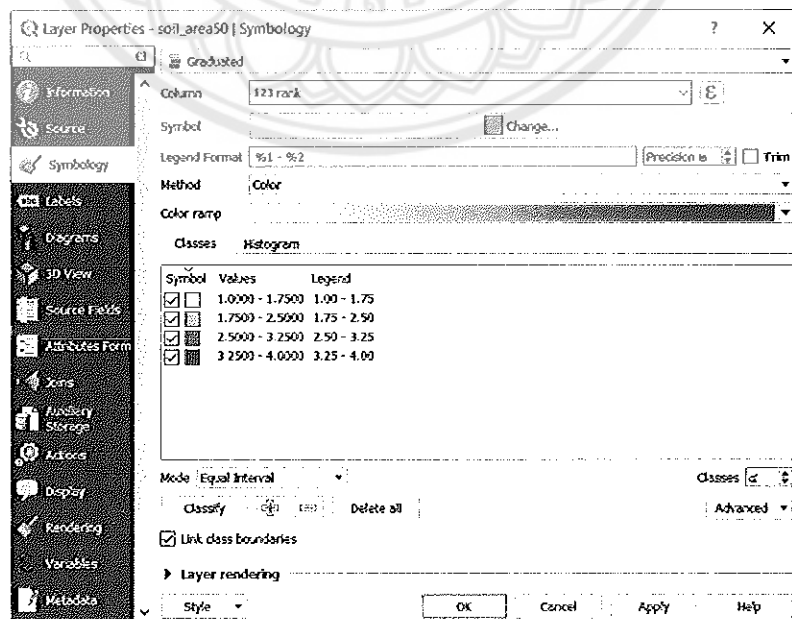 Layer Properties - soil_area50 | Symbology
Graduated
Information
Source
Symbology
Labels
Diagrams
3D View
Source Fields
Attributes Form
Joins
Auxiliary Storage
Actions
Display
Rendering
Variables
Metadata
Column 123 rank ε
Symbol Change...
Legend Format %1 - %2 Precision Trim
Method Color
Color ramp
Classes Histogram
Symbol Values Legend
1.0000 - 1.7500 1.00 - 1.75
1.7500 - 2.5000 1.75 - 2.50
2.5000 - 3.2500 2.50 - 3.25
3.2500 - 4.0000 3.25 - 4.00
Mode Equal Interval Classes ๔
Classify Delete all Advanced
Link class boundaries
Layer rendering
Style OK Cancel Apply Help